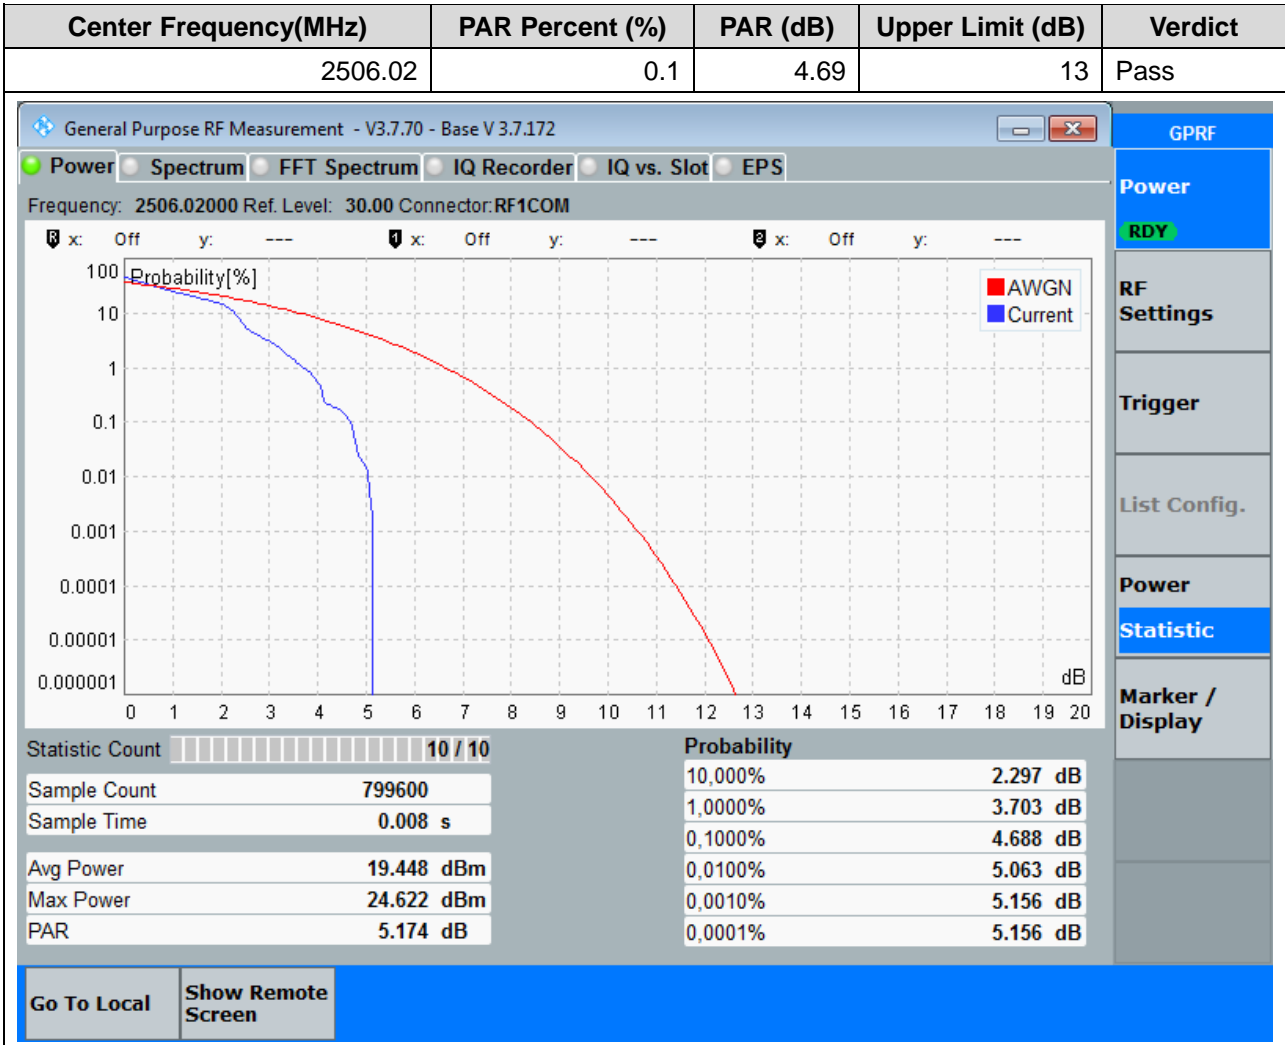 Center Frequency(MHz) PAR Percent (%) PAR (dB) Upper Limit (dB) Verdict
2506.02 0.1 4.69 13 Pass
General Purpose RF Measurement - V3.7.70 - Base V 3.7.172
GPRF
Power Spectrum FFT Spectrum IQ Recorder IQ vs. Slot EPS
Frequency: 2506.02000 Ref. Level: 30.00 Connector:RF1COM
R x: Off y: --- 1 x: Off y: --- 2 x: Off y: ---
Probability[%]
AWGN
Current
100
10
1
0.1
0.01
0.001
0.0001
0.00001
0.000001
dB
0 1 2 3 4 5 6 7 8 9 10 11 12 13 14 15 16 17 18 19 20
Statistic Count 10 / 10
Sample Count 799600
Sample Time 0.008 s
Avg Power 19.448 dBm
Max Power 24.622 dBm
PAR 5.174 dB
Probability
10,000% 2.297 dB
1,0000% 3.703 dB
0,1000% 4.688 dB
0,0100% 5.063 dB
0,0010% 5.156 dB
0,0001% 5.156 dB
Power
RDY
RF
Settings
Trigger
List Config.
Power
Statistic
Marker /
Display
Go To Local
Show Remote
Screen